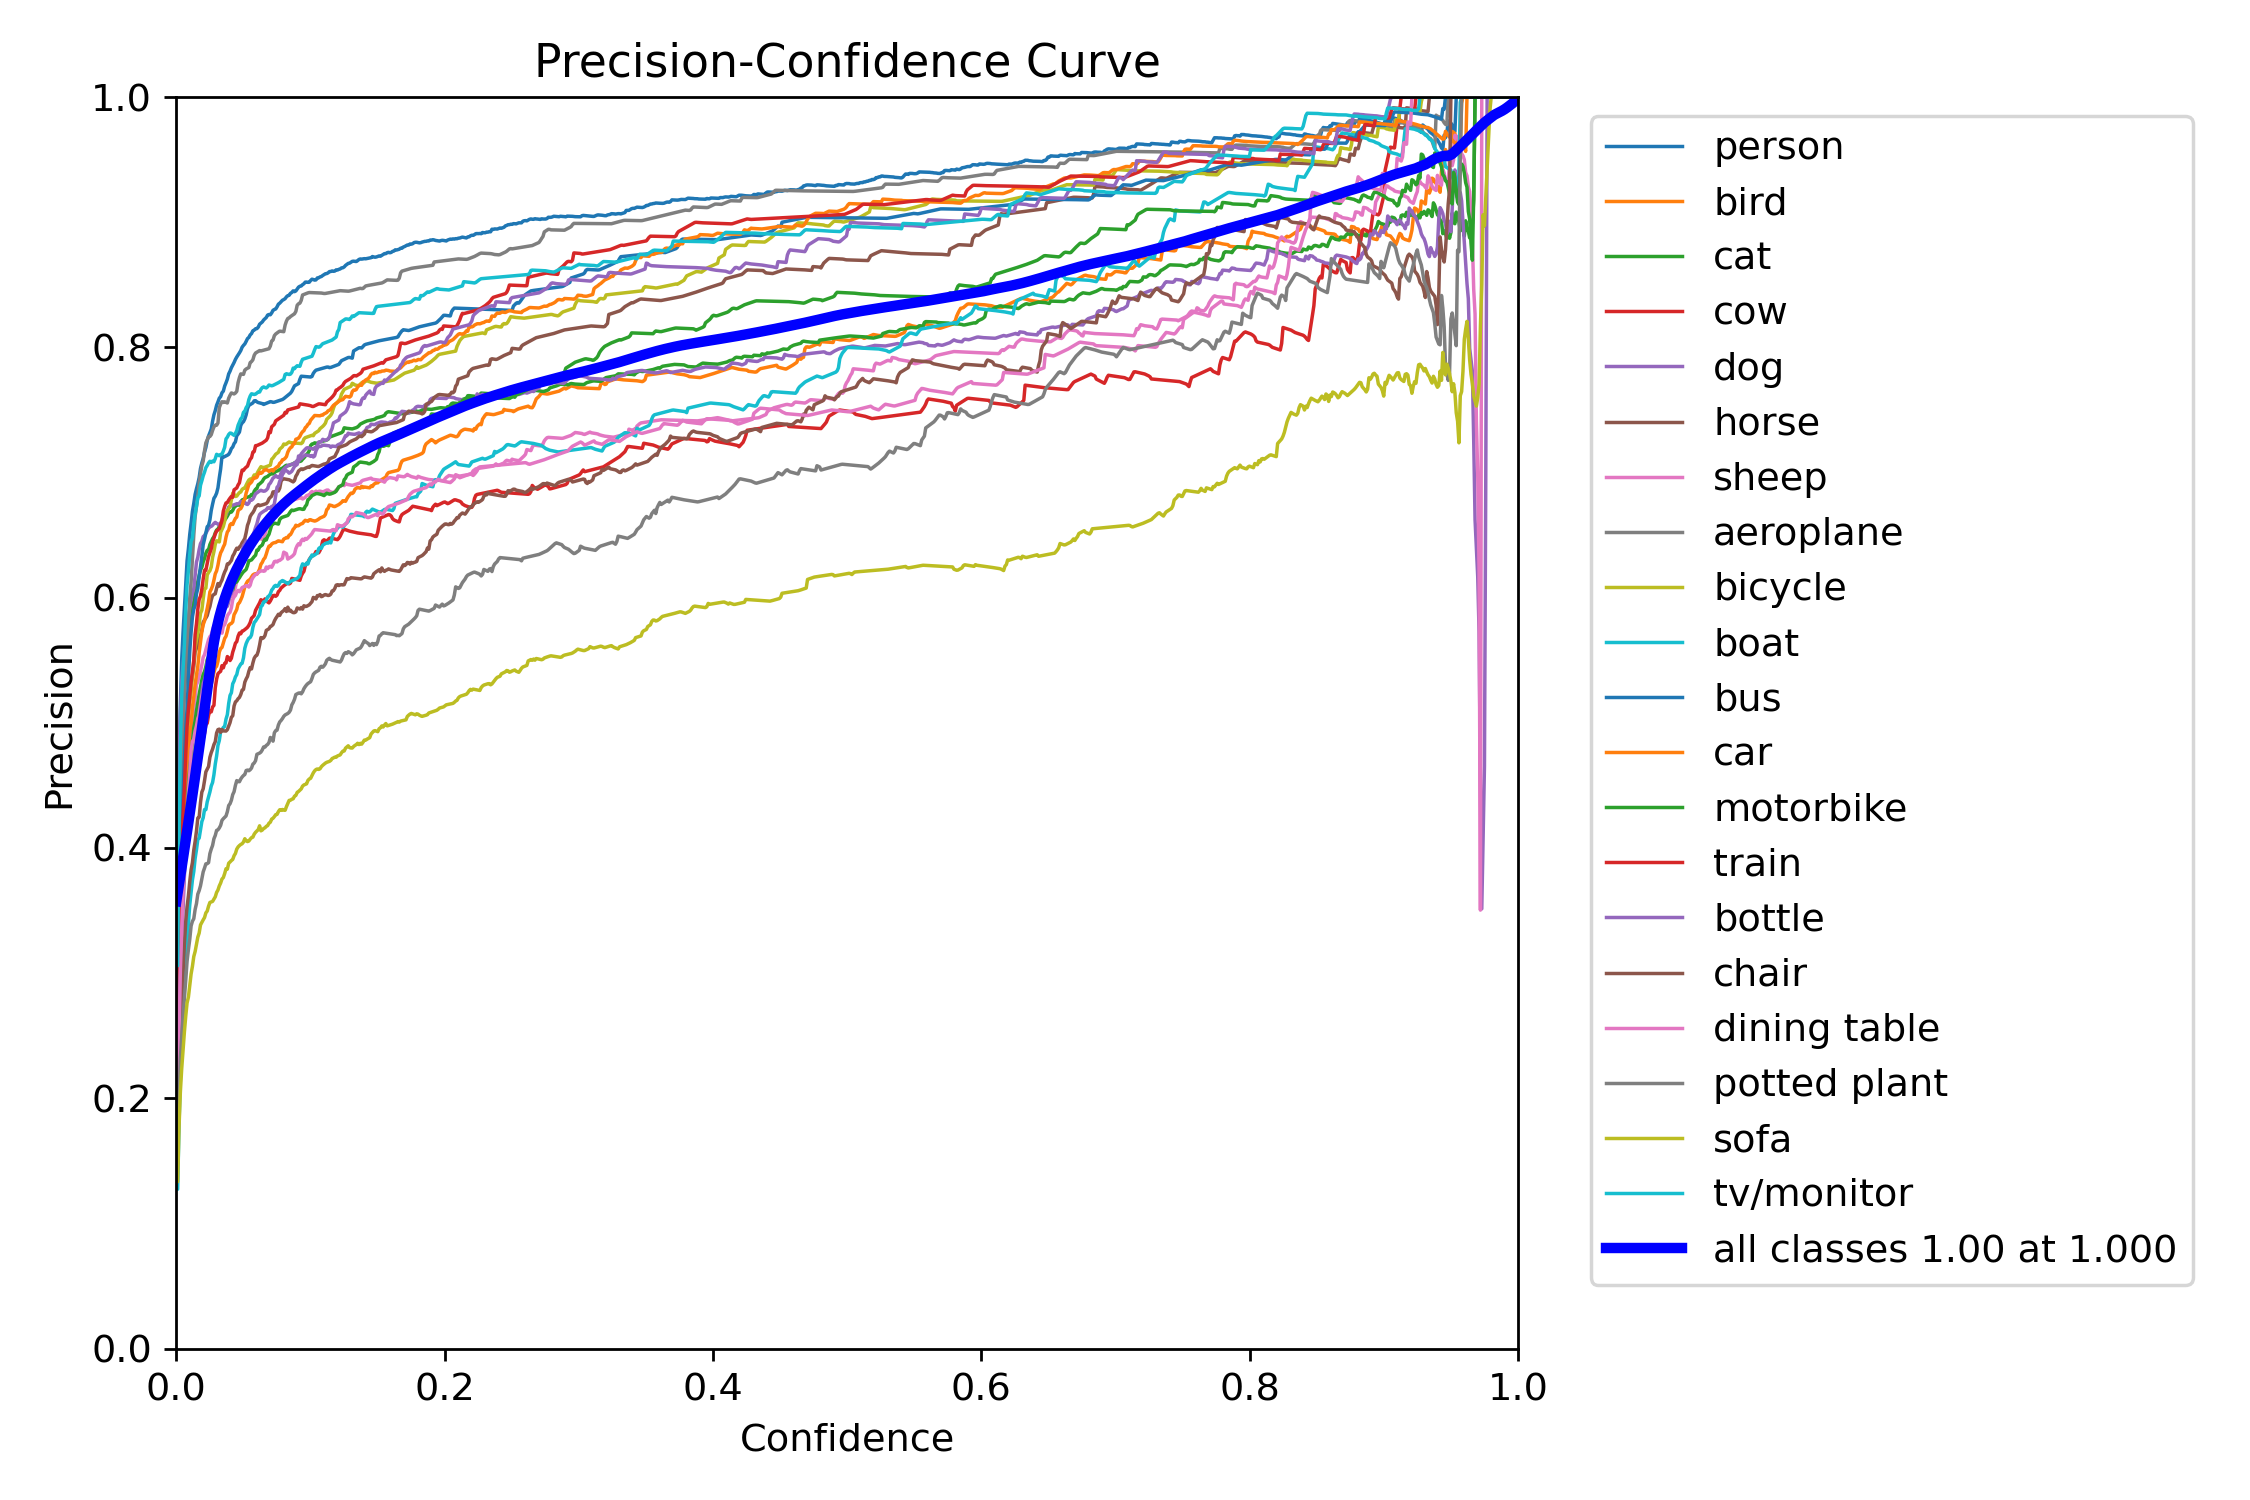 Precision-Confidence Curve
1.0
0.8
0.6
0.4
0.2
0.0
Precision
0.0 0.2 0.4 0.6 0.8 1.0
Confidence
person
bird
cat
cow
dog
horse
sheep
aeroplane
bicycle
boat
bus
car
motorbike
train
bottle
chair
dining table
potted plant
sofa
tv/monitor
all classes 1.00 at 1.000